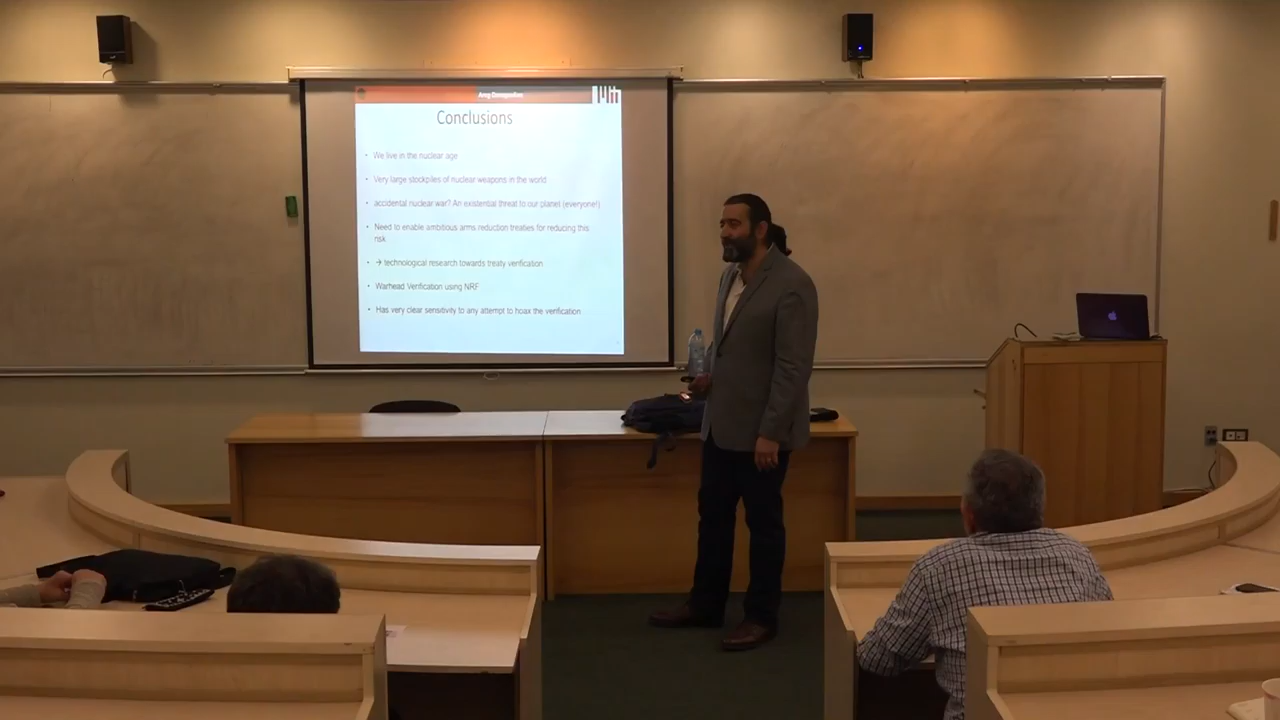 Areg Danagoulian
MIT
Conclusions
• We live in the nuclear age
• Very large stockpiles of nuclear weapons in the world
• accidental nuclear war? An existential threat to our planet (everyone!)
• Need to enable ambitious arms reduction treaties for reducing this
risk
• → technological research towards treaty verification
• Warhead Verification using NRF
• Has very clear sensitivity to any attempt to hoax the verification